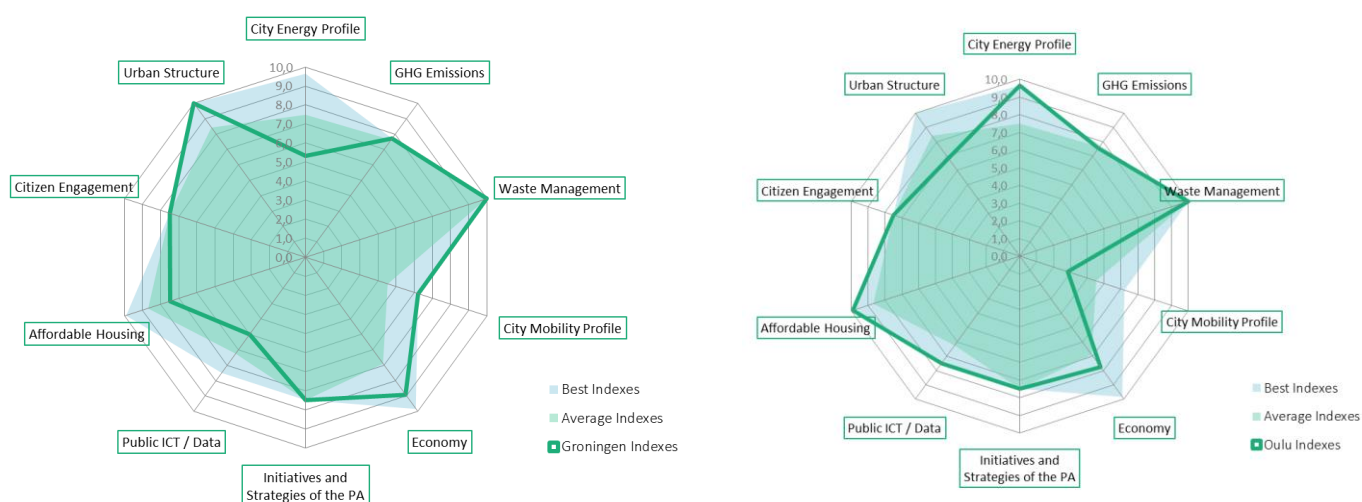 City Energy Profile
Urban Structure
GHG Emissions
10,0
9,0
8,0
7,0
6,0
5,0
4,0
3,0
2,0
1,0
0,0
Citizen Engagement
Waste Management
Affordable Housing
City Mobility Profile
Public ICT / Data
Economy
Initiatives and
Strategies of the PA
Best Indexes
Average Indexes
Groningen Indexes
City Energy Profile
Urban Structure
GHG Emissions
10,0
9,0
8,0
7,0
6,0
5,0
4,0
3,0
2,0
1,0
0,0
Citizen Engagement
Waste Management
Affordable Housing
City Mobility Profile
Public ICT / Data
Economy
Initiatives and
Strategies of the PA
Best Indexes
Average Indexes
Oulu Indexes